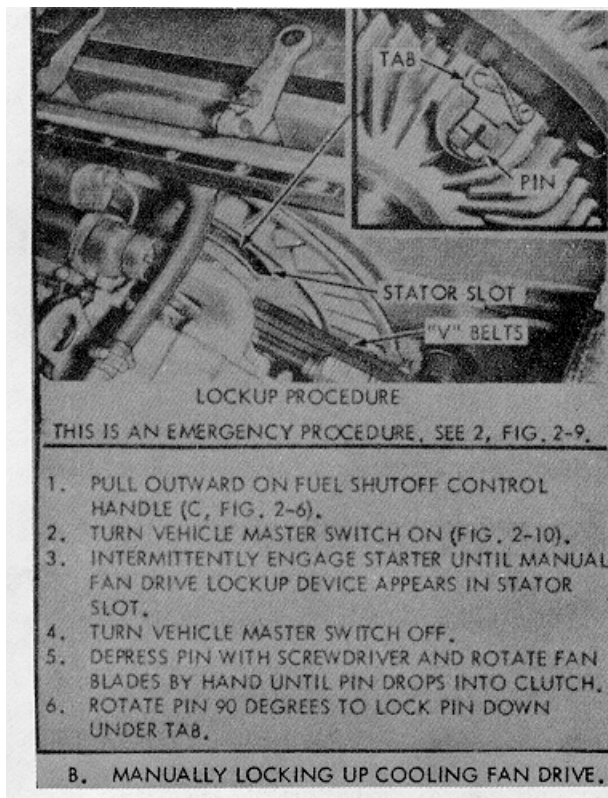 TAB
PIN
STATOR SLOT
"V" BELTS
LOCKUP PROCEDURE
THIS IS AN EMERGENCY PROCEDURE, SEE 2, FIG. 2-9.
1. PULL OUTWARD ON FUEL SHUTOFF CONTROL
HANDLE (C, FIG. 2-6).
2. TURN VEHICLE MASTER SWITCH ON (FIG. 2-10).
3. INTERMITTENTLY ENGAGE STARTER UNTIL MANUAL
FAN DRIVE LOCKUP DEVICE APPEARS IN STATOR
SLOT.
4. TURN VEHICLE MASTER SWITCH OFF.
5. DEPRESS PIN WITH SCREWDRIVER AND ROTATE FAN
BLADES BY HAND UNTIL PIN DROPS INTO CLUTCH.
6. ROTATE PIN 90 DEGREES TO LOCK PIN DOWN
UNDER TAB.
B. MANUALLY LOCKING UP COOLING FAN DRIVE.